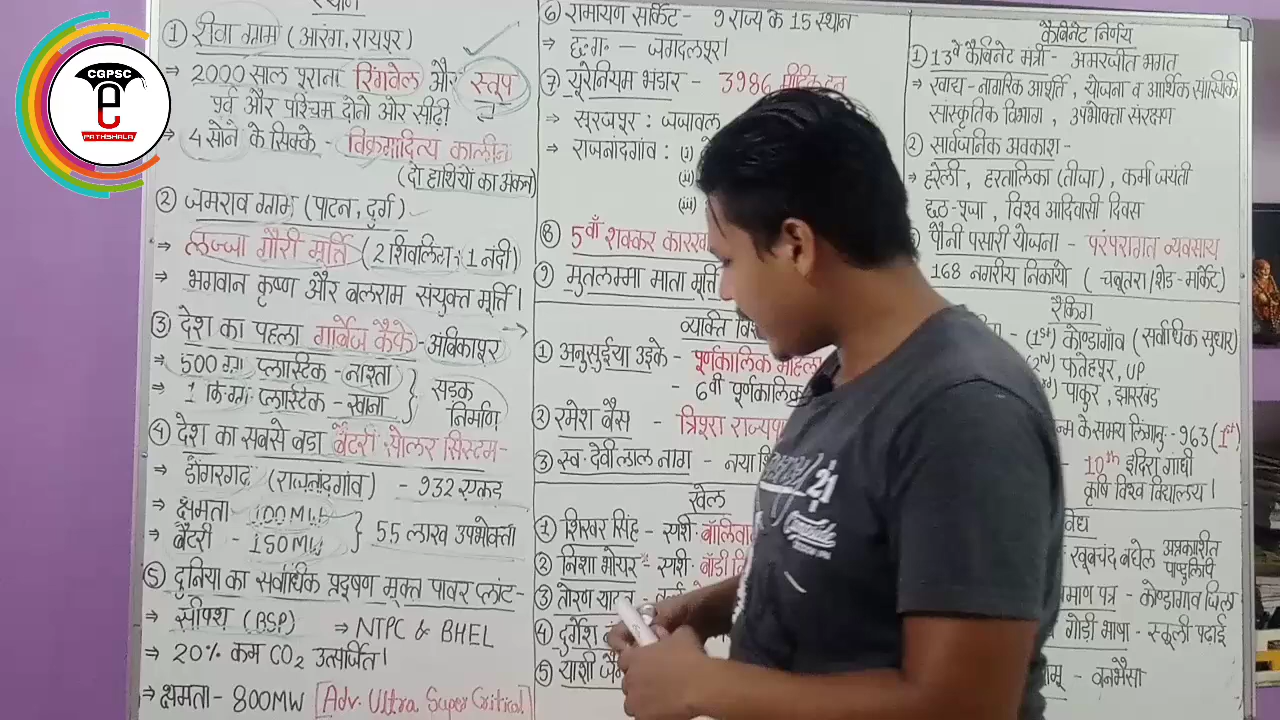 स्थान
① रीवा ग्राम (आरंग, रायपुर)
⇒ 2000 साल पुराना रिंगवेल और स्तूप
पूर्व और पश्चिम दोनो ओर सीढ़ी
⇒ 4 सोने के सिक्के - विक्रमादित्य कालीन
(दो हाथियों का अंकन)
② जमराव ग्राम (पाटन, दुर्ग)
⇒ लज्जा गौरी मूर्ति (2 शिवलिंग + 1 नंदी)
⇒ भगवान कृष्ण और बलराम संयुक्त मूर्ति।
③ देश का पहला गार्बेज कैफे - अंबिकापुर
⇒ 500 ग्रा. प्लास्टिक - नाश्ता
⇒ 1 कि.ग्रा. प्लास्टिक - खाना
सड़क निर्माण
④ देश का सबसे बड़ा बैटरी सोलर सिस्टम -
⇒ डोंगरगढ़ (राजनांदगांव) - 932 एकड़
⇒ क्षमता - 100 MW
⇒ बैटरी - 150 MW
55 लाख उपभोक्ता
⑤ दुनिया का सर्वाधिक प्रदूषण मुक्त पावर प्लांट -
⇒ सीपत (BSP) ⇒ NTPC & BHEL
⇒ 20% कम CO₂ उत्सर्जित।
⇒ क्षमता - 800MW [Adv. Ultra Super Critical]
⑥ रामायण सर्किट - 9 राज्य के 15 स्थान
⇒ छ.ग. — जगदलपुर।
⑦ यूरेनियम भंडार - 3986 मीट्रिक टन
⇒ सूरजपुर : जजावल
⇒ राजनांदगांव : (i)
(ii)
(iii)
⑧ 5वाँ शक्कर
⑨ मुतलम्मा माता मूर्ति
व्यक्ति
① अनुसुईया उइके - पूर्णकालिक
- 6वीं पूर्णकालिक
② रमेश बैस - त्रिपुरा
③ स्व. देवीलाल नाग - नया
खेल
① शिखर सिंह - स्पर्श.
② निशा भोयर - स्पर्श. बॉडी
③ तोरण यादव -
④ दुर्गेश
⑤ याशी
कैबिनेट निर्णय
① 13वे कैबिनेट मंत्री - अमरजीत भगत
⇒ खाद्य-नागरिक आपूर्ति, योजना व आर्थिक सांख्यिकी
सांस्कृतिक विभाग, उपभोक्ता संरक्षण
② सार्वजनिक अवकाश -
⇒ हरेली, हरतालिका (तीजा), कर्मा जयंती
छठ-पूजा, विश्व आदिवासी दिवस
पौनी पसारी योजना - परंपरागत व्यवसाय
168 नगरीय निकायो (चबूतरा/शेड-मार्केट)
रैंकिंग
- (1st) कोण्डागाँव (सर्वाधिक सुधार)
फतेहपुर, UP
पाकुर, झारखंड
जन्म के समय लिंगानु. - 963 (1st)
- 10th इंदिरा गांधी
कृषि विश्व विद्यालय।
खूबचंद बघेल अप्रकाशित पाण्डुलिपि
प्रमाण पत्र - कोण्डागांव जिला
गोंडी भाषा - स्कूली पढ़ाई
- वनभैंसा
CGPSC
e
PATHSHALA